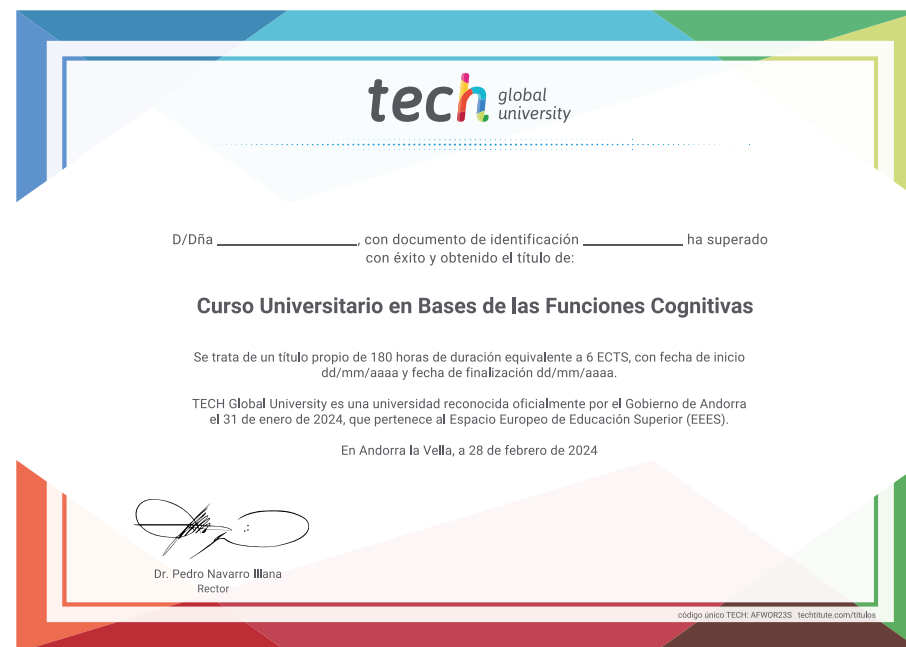 tech global
university
D/Dña ____________________, con documento de identificación ______________ ha superado
con éxito y obtenido el título de:
Curso Universitario en Bases de las Funciones Cognitivas
Se trata de un título propio de 180 horas de duración equivalente a 6 ECTS, con fecha de inicio
dd/mm/aaaa y fecha de finalización dd/mm/aaaa.
TECH Global University es una universidad reconocida oficialmente por el Gobierno de Andorra
el 31 de enero de 2024, que pertenece al Espacio Europeo de Educación Superior (EEES).
En Andorra la Vella, a 28 de febrero de 2024
Dr. Pedro Navarro Illana
Rector
código único TECH: AFWOR23S techtitute.com/titulos